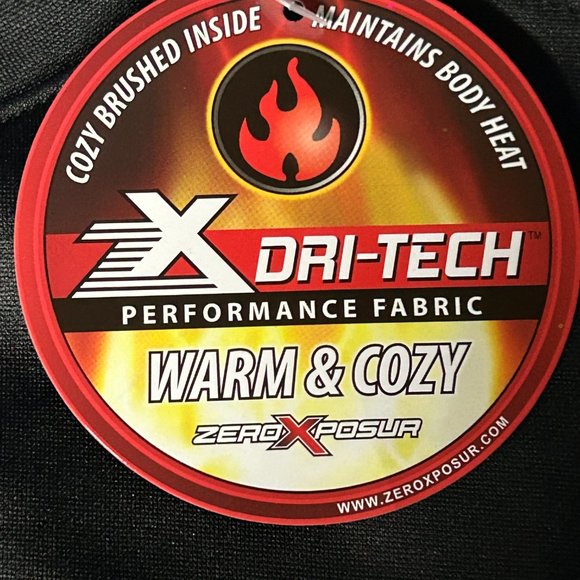 COZY BRUSHED INSIDE
MAINTAINS BODY HEAT
X DRI-TECH™
PERFORMANCE FABRIC
WARM & COZY
ZEROXPOSUR
WWW.ZEROXPOSUR.COM